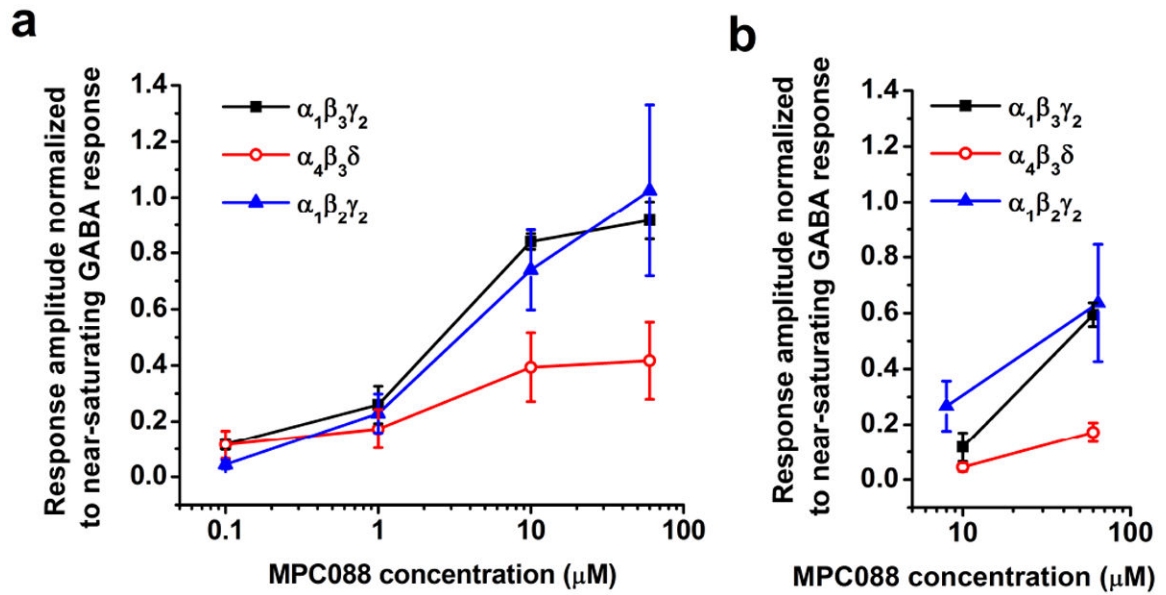 a
Response amplitude normalized
to near-saturating GABA response
1.4
1.2
1.0
0.8
0.6
0.4
0.2
0.0
α₁β₃γ₂
α₄β₃δ
α₁β₂γ₂
0.1 1 10 100
MPC088 concentration (μM)
b
Response amplitude normalized
to near-saturating GABA response
1.4
1.2
1.0
0.8
0.6
0.4
0.2
0.0
α₁β₃γ₂
α₄β₃δ
α₁β₂γ₂
10 100
MPC088 concentration (μM)